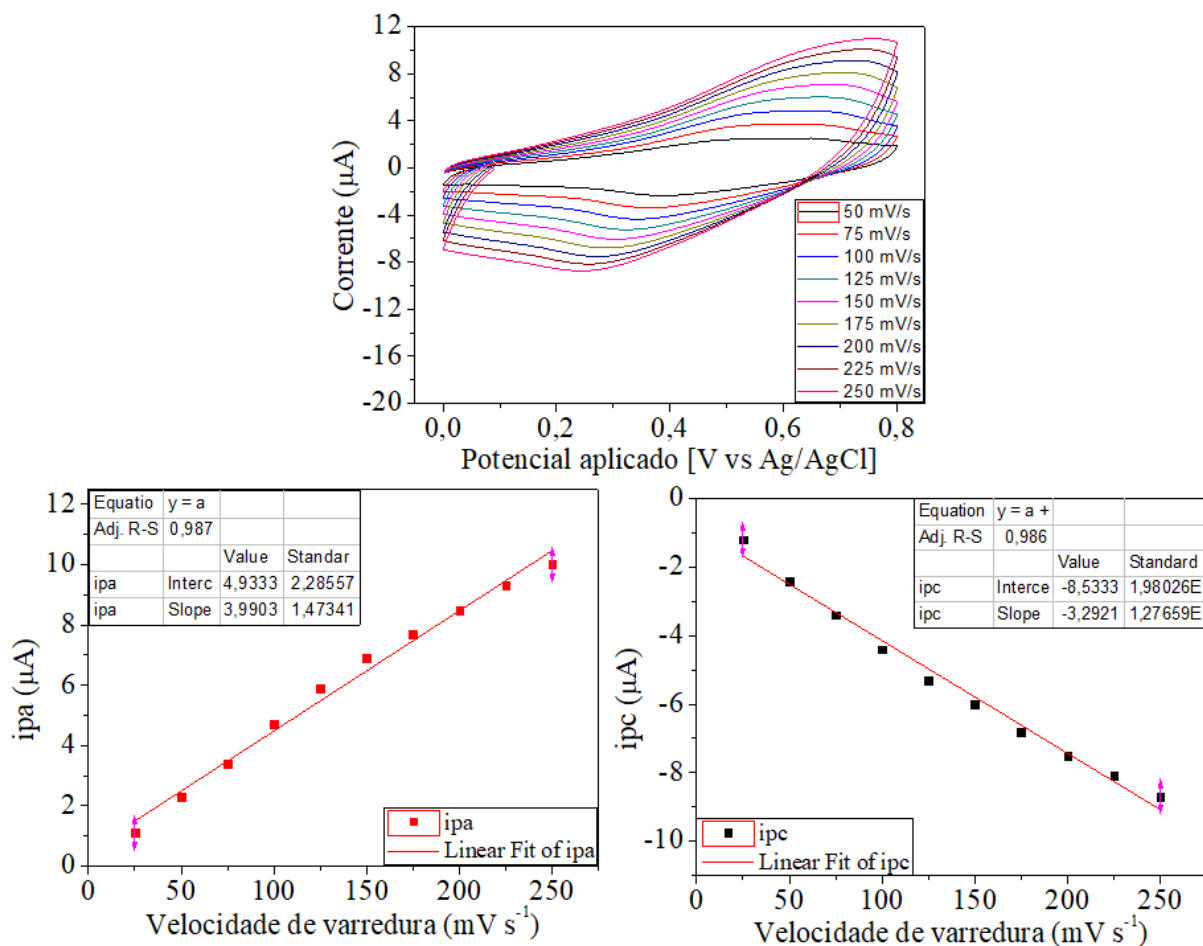 12
8
4
0
-4
-8
-12
-16
-20
Corrente (µA)
0,0 0,2 0,4 0,6 0,8
Potencial aplicado [V vs Ag/AgCl]
50 mV/s
75 mV/s
100 mV/s
125 mV/s
150 mV/s
175 mV/s
200 mV/s
225 mV/s
250 mV/s
12
10
8
6
4
2
0
ipa (µA)
Equatio y = a
Adj. R-S 0,987
Value Standar
ipa Interc 4,9333 2,28557
ipa Slope 3,9903 1,47341
ipa
Linear Fit of ipa
0 50 100 150 200 250
Velocidade de varredura (mV s⁻¹)
0
-2
-4
-6
-8
-10
ipc (µA)
Equation y = a +
Adj. R-S 0,986
Value Standard
ipc Interce -8,5333 1,98026E
ipc Slope -3,2921 1,27659E
ipc
Linear Fit of ipc
0 50 100 150 200 250
Velocidade de varredura (mV s⁻¹)